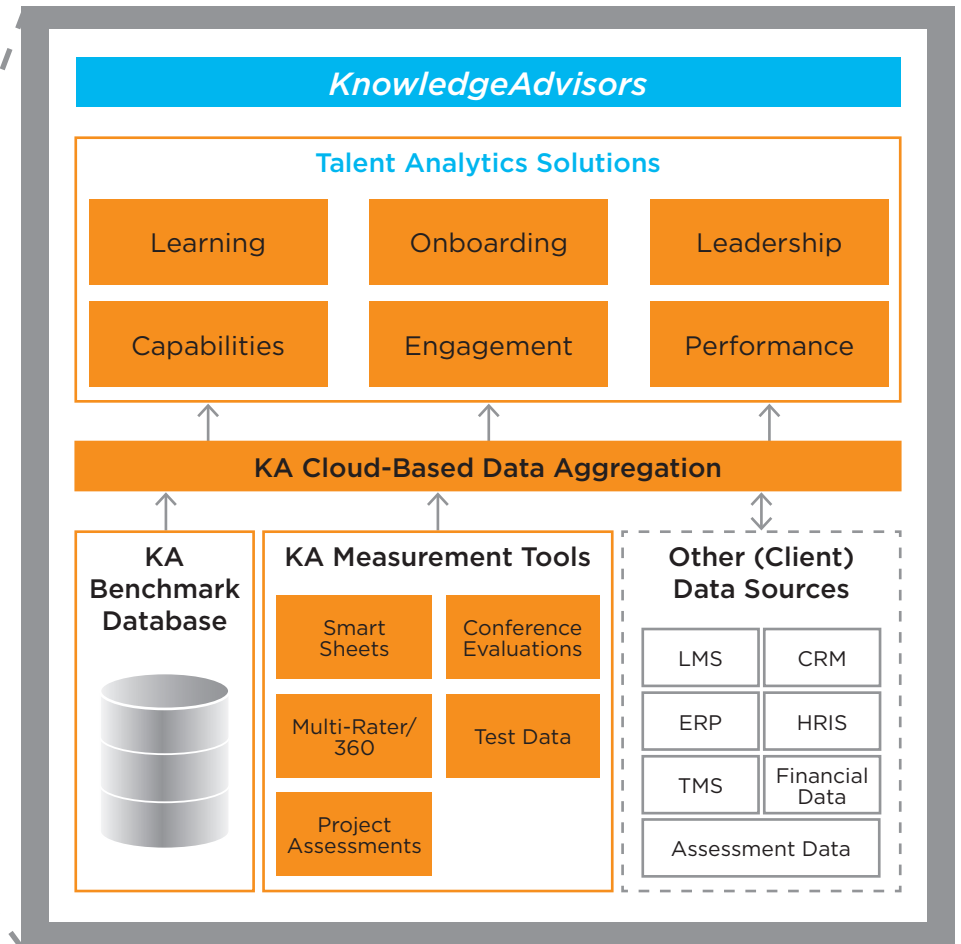 KnowledgeAdvisors
Talent Analytics Solutions
Learning
Onboarding
Leadership
Capabilities
Engagement
Performance
KA Cloud-Based Data Aggregation
KA
Benchmark
Database
KA Measurement Tools
Smart
Sheets
Conference
Evaluations
Multi-Rater/
360
Test Data
Project
Assessments
Other (Client)
Data Sources
LMS
CRM
ERP
HRIS
TMS
Financial
Data
Assessment Data